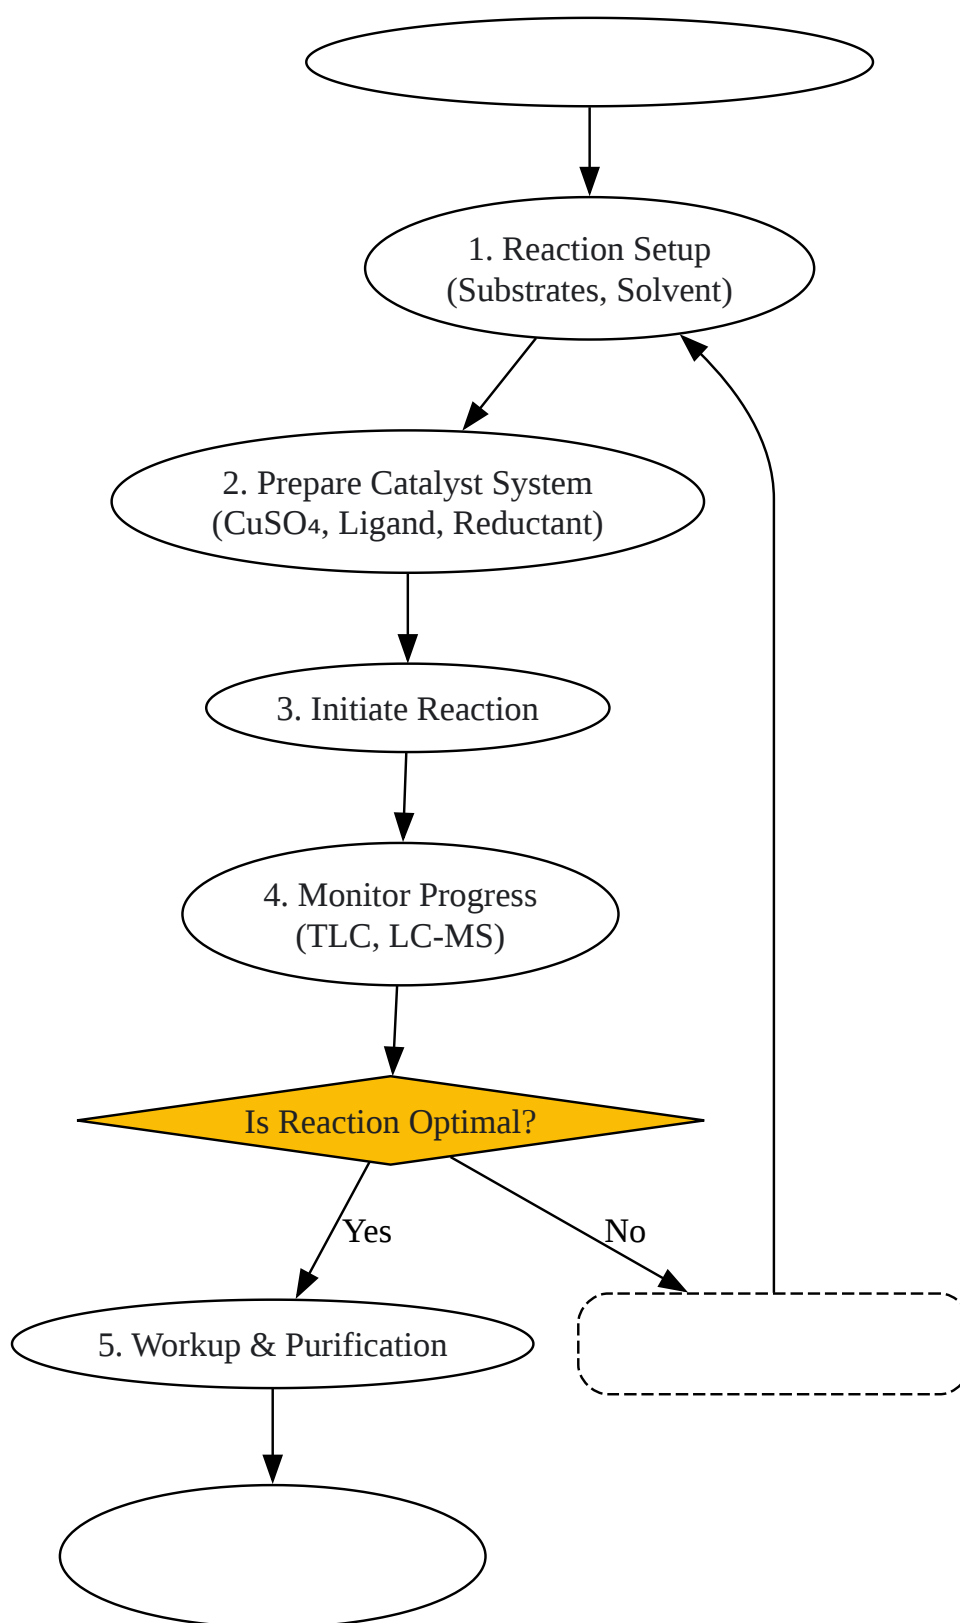 1. Reaction Setup
(Substrates, Solvent)
2. Prepare Catalyst System
(CuSO₄, Ligand, Reductant)
3. Initiate Reaction
4. Monitor Progress
(TLC, LC-MS)
Is Reaction Optimal?
Yes
No
5. Workup & Purification